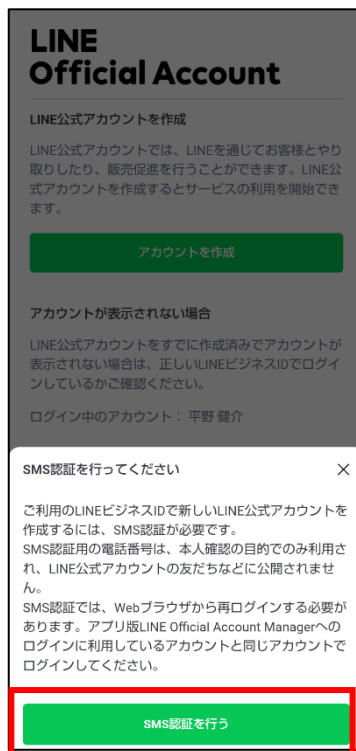 LINE
Official Account
LINE公式アカウントを作成
LINE公式アカウントでは、LINEを通じてお客様とやり
取りしたり、販売促進を行うことができます。LINE公
式アカウントを作成するとサービスの利用を開始でき
ます。
アカウントを作成
アカウントが表示されない場合
LINE公式アカウントをすでに作成済みでアカウントが
表示されない場合は、正しいLINEビジネスIDでログイ
ンしているかご確認ください。
ログイン中のアカウント： 平野 健介
SMS認証を行ってください
ご利用のLINEビジネスIDで新しいLINE公式アカウントを
作成するには、SMS認証が必要です。
SMS認証用の電話番号は、本人確認の目的でのみ利用さ
れ、LINE公式アカウントの友だちなどに公開されませ
ん。
SMS認証では、Webブラウザから再ログインする必要が
あります。アプリ版LINE Official Account Managerへの
ログインに利用しているアカウントと同じアカウントで
ログインしてください。
SMS認証を行う